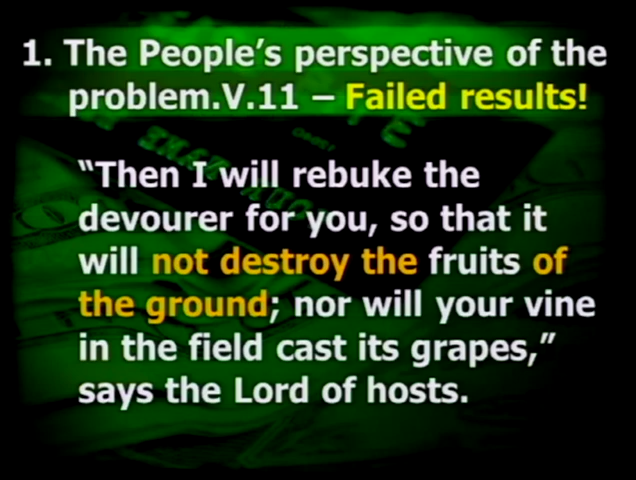 1. The People's perspective of the
problem.V.11 – Failed results!
“Then I will rebuke the
devourer for you, so that it
will not destroy the fruits of
the ground; nor will your vine
in the field cast its grapes,”
says the Lord of hosts.